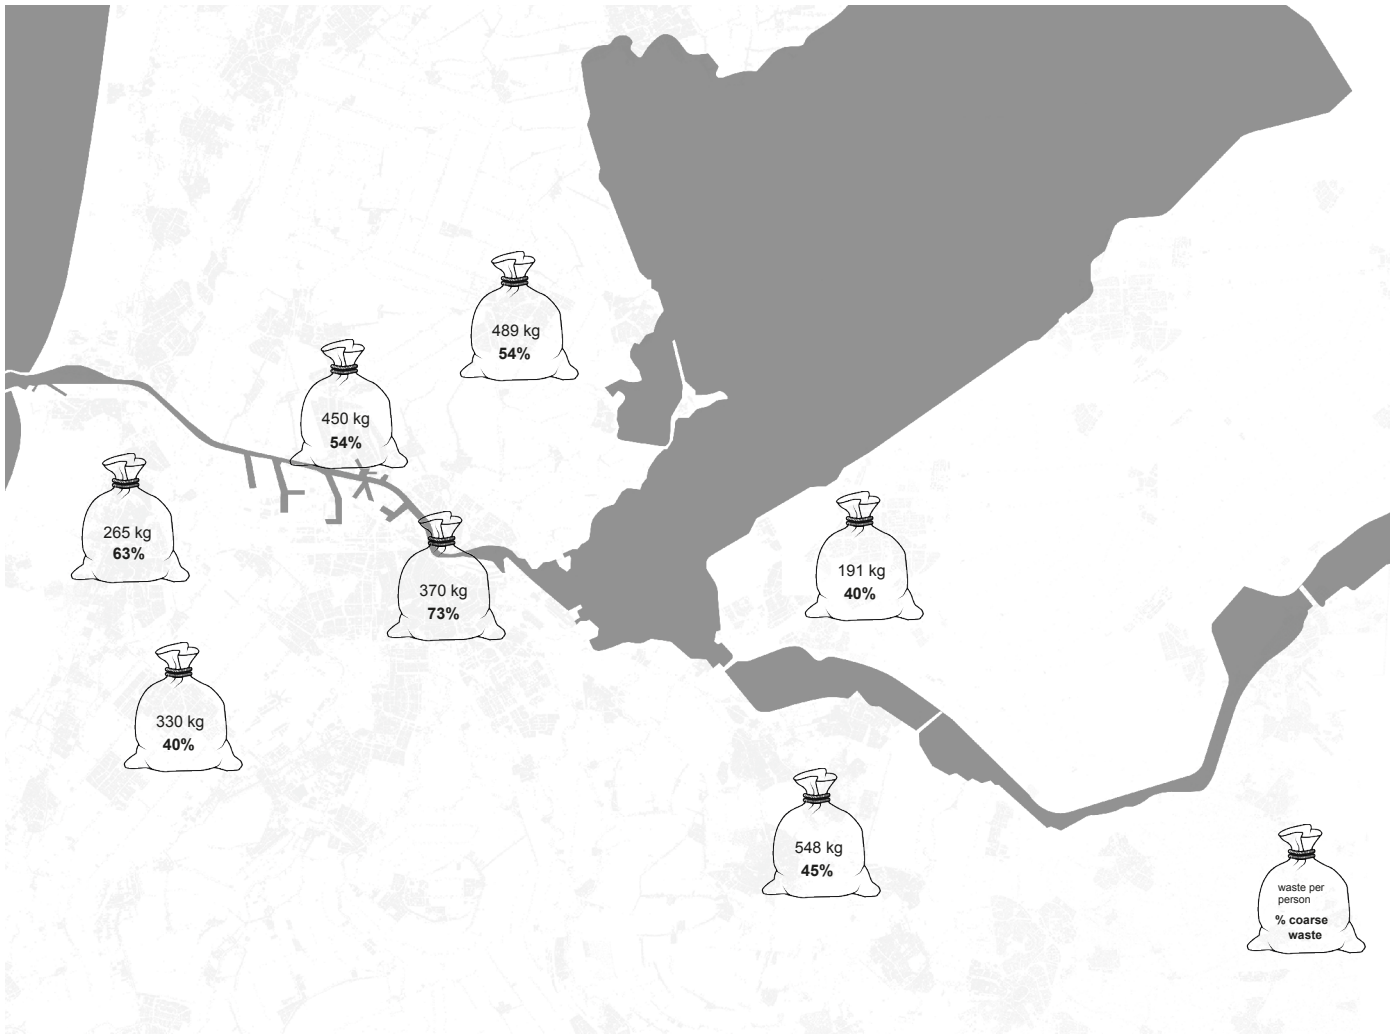 489 kg
54%
450 kg
54%
265 kg
63%
370 kg
73%
191 kg
40%
330 kg
40%
548 kg
45%
waste per
person
% coarse
waste